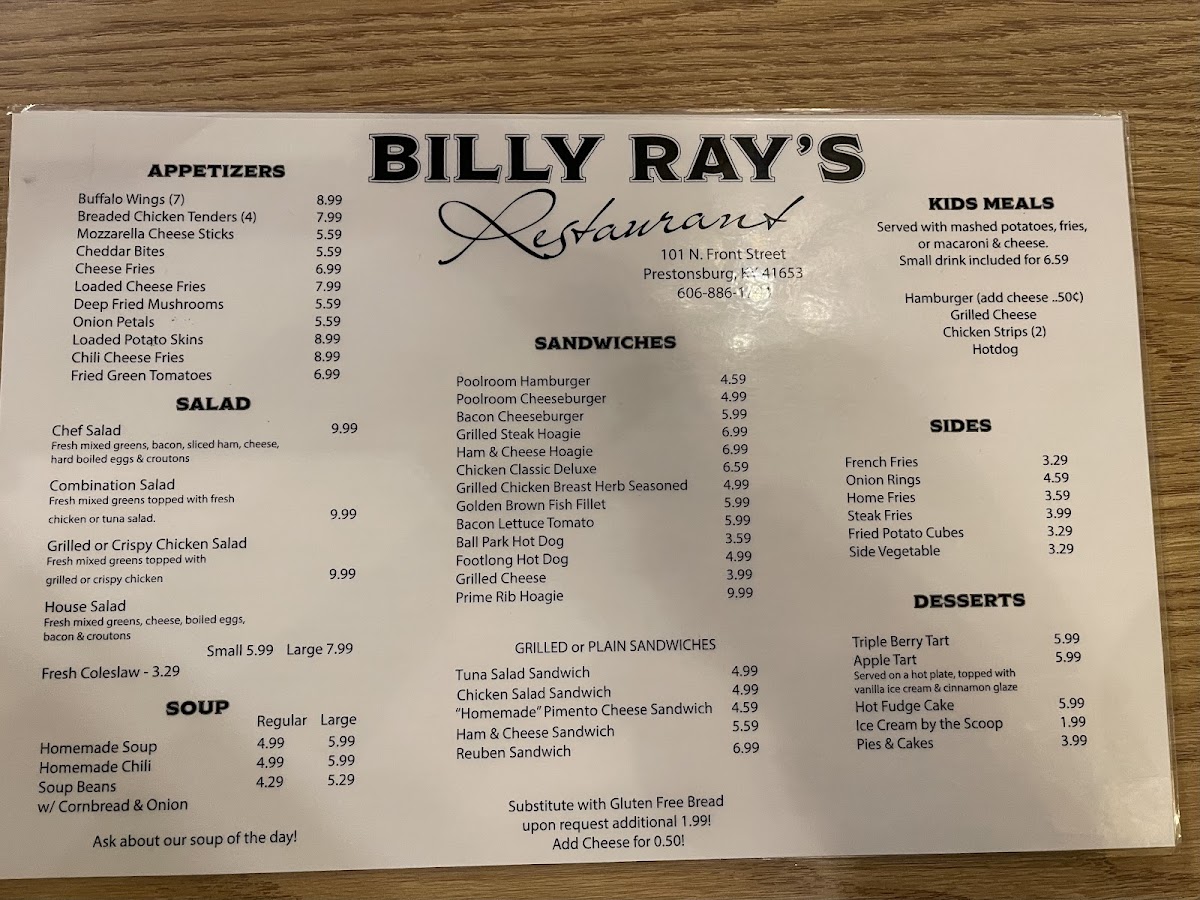 BILLY RAY'S
Restaurant
101 N. Front Street
Prestonsburg, KY 41653
606-886-1
APPETIZERS
Buffalo Wings (7) 8.99
Breaded Chicken Tenders (4) 7.99
Mozzarella Cheese Sticks 5.59
Cheddar Bites 5.59
Cheese Fries 6.99
Loaded Cheese Fries 7.99
Deep Fried Mushrooms 5.59
Onion Petals 5.59
Loaded Potato Skins 8.99
Chili Cheese Fries 8.99
Fried Green Tomatoes 6.99
SALAD
Chef Salad 9.99
Fresh mixed greens, bacon, sliced ham, cheese,
hard boiled eggs & croutons
Combination Salad
Fresh mixed greens topped with fresh
chicken or tuna salad. 9.99
Grilled or Crispy Chicken Salad
Fresh mixed greens topped with
grilled or crispy chicken 9.99
House Salad
Fresh mixed greens, cheese, boiled eggs,
bacon & croutons
Small 5.99 Large 7.99
Fresh Coleslaw - 3.29
SOUP
Regular Large
Homemade Soup 4.99 5.99
Homemade Chili 4.99 5.99
Soup Beans 4.29 5.29
w/ Cornbread & Onion
Ask about our soup of the day!
SANDWICHES
Poolroom Hamburger 4.59
Poolroom Cheeseburger 4.99
Bacon Cheeseburger 5.99
Grilled Steak Hoagie 6.99
Ham & Cheese Hoagie 6.99
Chicken Classic Deluxe 6.59
Grilled Chicken Breast Herb Seasoned 4.99
Golden Brown Fish Fillet 5.99
Bacon Lettuce Tomato 5.99
Ball Park Hot Dog 3.59
Footlong Hot Dog 4.99
Grilled Cheese 3.99
Prime Rib Hoagie 9.99
GRILLED or PLAIN SANDWICHES
Tuna Salad Sandwich 4.99
Chicken Salad Sandwich 4.99
"Homemade" Pimento Cheese Sandwich 4.59
Ham & Cheese Sandwich 5.59
Reuben Sandwich 6.99
Substitute with Gluten Free Bread
upon request additional 1.99!
Add Cheese for 0.50!
KIDS MEALS
Served with mashed potatoes, fries,
or macaroni & cheese.
Small drink included for 6.59
Hamburger (add cheese ..50¢)
Grilled Cheese
Chicken Strips (2)
Hotdog
SIDES
French Fries 3.29
Onion Rings 4.59
Home Fries 3.59
Steak Fries 3.99
Fried Potato Cubes 3.29
Side Vegetable 3.29
DESSERTS
Triple Berry Tart 5.99
Apple Tart 5.99
Served on a hot plate, topped with
vanilla ice cream & cinnamon glaze
Hot Fudge Cake 5.99
Ice Cream by the Scoop 1.99
Pies & Cakes 3.99